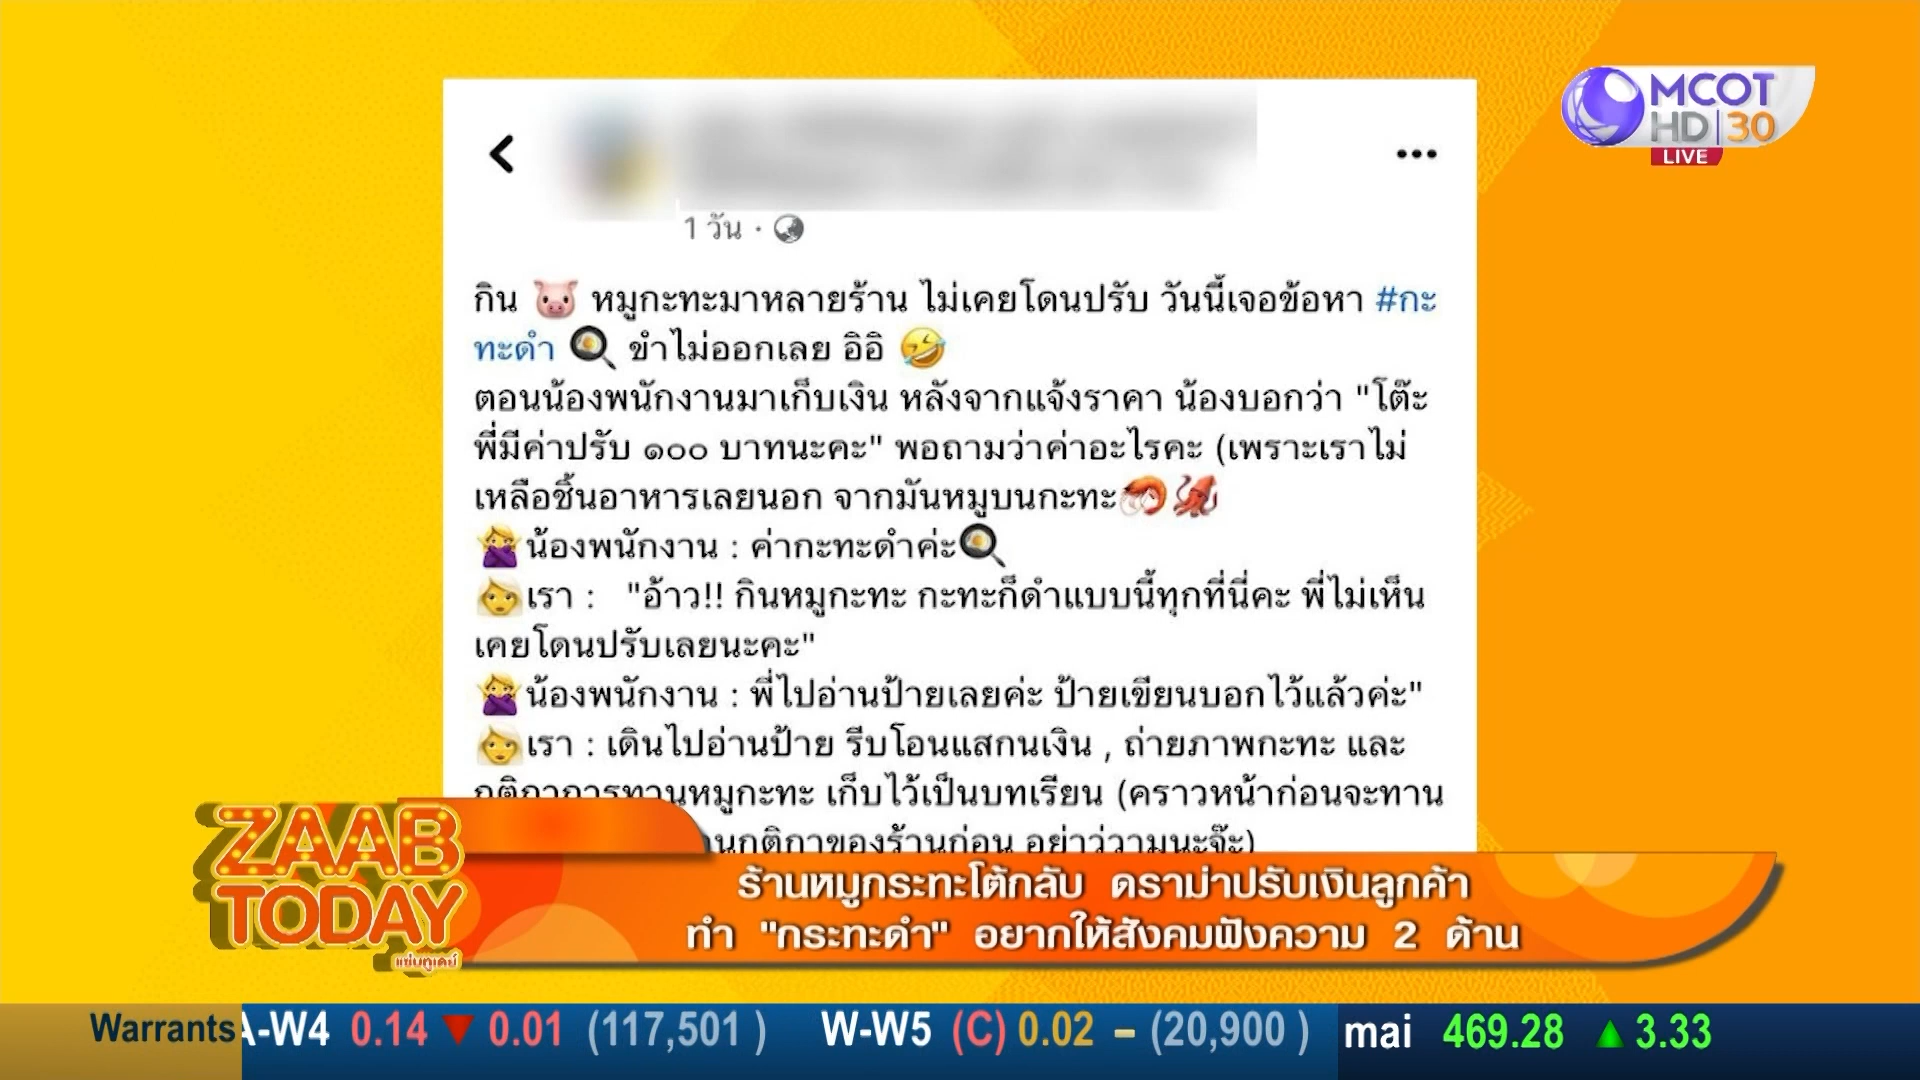 MCOT
HD 30
LIVE
1 วัน ·
กิน 🐷 หมูกะทะมาหลายร้าน ไม่เคยโดนปรับ วันนี้เจอข้อหา #กะ
ทะดำ 🍳 ขำไม่ออกเลย อิอิ 🤣
ตอนน้องพนักงานมาเก็บเงิน หลังจากแจ้งราคา น้องบอกว่า "โต๊ะ
พี่มีค่าปรับ ๑๐๐ บาทนะคะ" พอถามว่าค่าอะไรคะ (เพราะเราไม่
เหลือชิ้นอาหารเลยนอก จากมันหมูบนกะทะ🦐🦑
🙅‍♀️น้องพนักงาน : ค่ากะทะดำค่ะ🍳
👩‍🦳เรา : "อ้าว!! กินหมูกะทะ กะทะก็ดำแบบนี้ทุกที่นี่คะ พี่ไม่เห็น
เคยโดนปรับเลยนะคะ"
🙅‍♀️น้องพนักงาน : พี่ไปอ่านป้ายเลยค่ะ ป้ายเขียนบอกไว้แล้วค่ะ"
👩‍🦳เรา : เดินไปอ่านป้าย รีบโอนแสกนเงิน , ถ่ายภาพกะทะ และ
กติกาการทานหมูกะทะ เก็บไว้เป็นบทเรียน (คราวหน้าก่อนจะทาน
กติกาของร้านก่อน อย่าว่วามนะจ๊ะ)
ZAAB
TODAY
แซ่บทูเดย์
ร้านหมูกระทะโต้กลับ ดราม่าปรับเงินลูกค้า
ทำ "กระทะดำ" อยากให้สังคมฟังความ 2 ด้าน
Warrants A-W4 0.14 ▼ 0.01 (117,501 ) W-W5 (C) 0.02 – (20,900 ) mai 469.28 ▲ 3.33